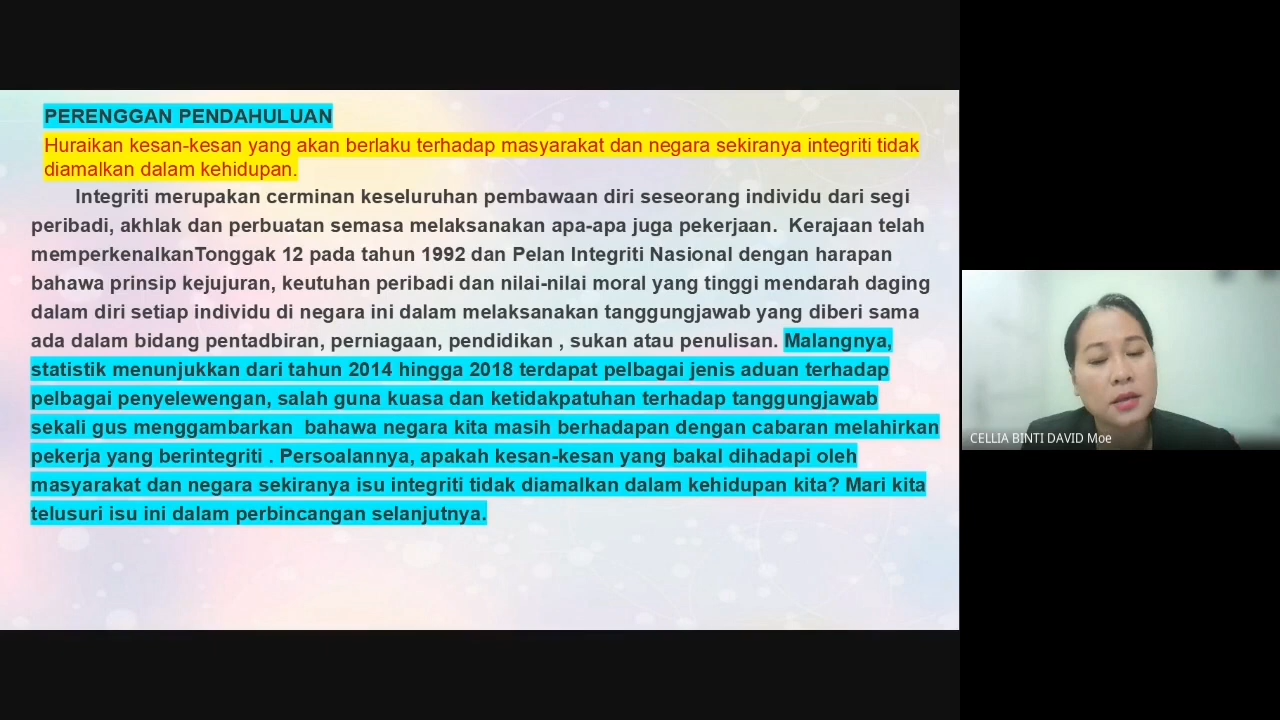 PERENGGAN PENDAHULUAN
Huraikan kesan-kesan yang akan berlaku terhadap masyarakat dan negara sekiranya integriti tidak
diamalkan dalam kehidupan.
Integriti merupakan cerminan keseluruhan pembawaan diri seseorang individu dari segi
peribadi, akhlak dan perbuatan semasa melaksanakan apa-apa juga pekerjaan.  Kerajaan telah
memperkenalkanTonggak 12 pada tahun 1992 dan Pelan Integriti Nasional dengan harapan
bahawa prinsip kejujuran, keutuhan peribadi dan nilai-nilai moral yang tinggi mendarah daging
dalam diri setiap individu di negara ini dalam melaksanakan tanggungjawab yang diberi sama
ada dalam bidang pentadbiran, perniagaan, pendidikan , sukan atau penulisan. Malangnya,
statistik menunjukkan dari tahun 2014 hingga 2018 terdapat pelbagai jenis aduan terhadap
pelbagai penyelewengan, salah guna kuasa dan ketidakpatuhan terhadap tanggungjawab
sekali gus menggambarkan  bahawa negara kita masih berhadapan dengan cabaran melahirkan
pekerja yang berintegriti . Persoalannya, apakah kesan-kesan yang bakal dihadapi oleh
masyarakat dan negara sekiranya isu integriti tidak diamalkan dalam kehidupan kita? Mari kita
telusuri isu ini dalam perbincangan selanjutnya.
CELLIA BINTI DAVID Moe